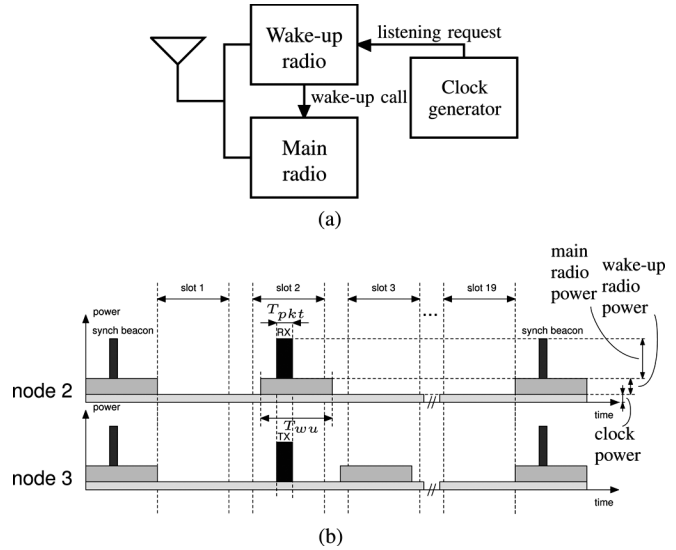 Wake-up
radio
listening request
Clock
generator
wake-up call
Main
radio
(a)
main
radio
power
wake-up
radio
power
slot 1
slot 2
slot 3
slot 19
...
power
synch beacon
T_pkt
RX
synch beacon
node 2
time
power
T_wu
TX
clock
power
node 3
time
(b)